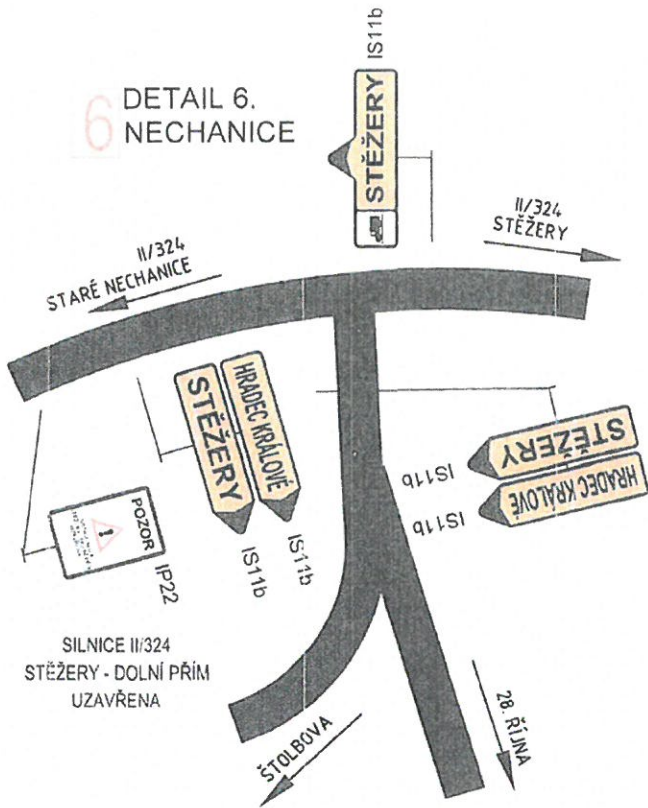 6
DETAIL 6.
NECHANICE
STĚŽERY
IS11b
II/324
STARÉ NECHANICE
II/324
STĚŽERY
HRADEC KRÁLOVÉ
STĚŽERY
IS11b
IS11b
STĚŽERY
HRADEC KRÁLOVÉ
IS11b
IS11b
POZOR
!
IP22
SILNICE II/324
STĚŽERY - DOLNÍ PŘÍM
UZAVŘENA
ŠTOLBOVA
28. ŘÍJNA